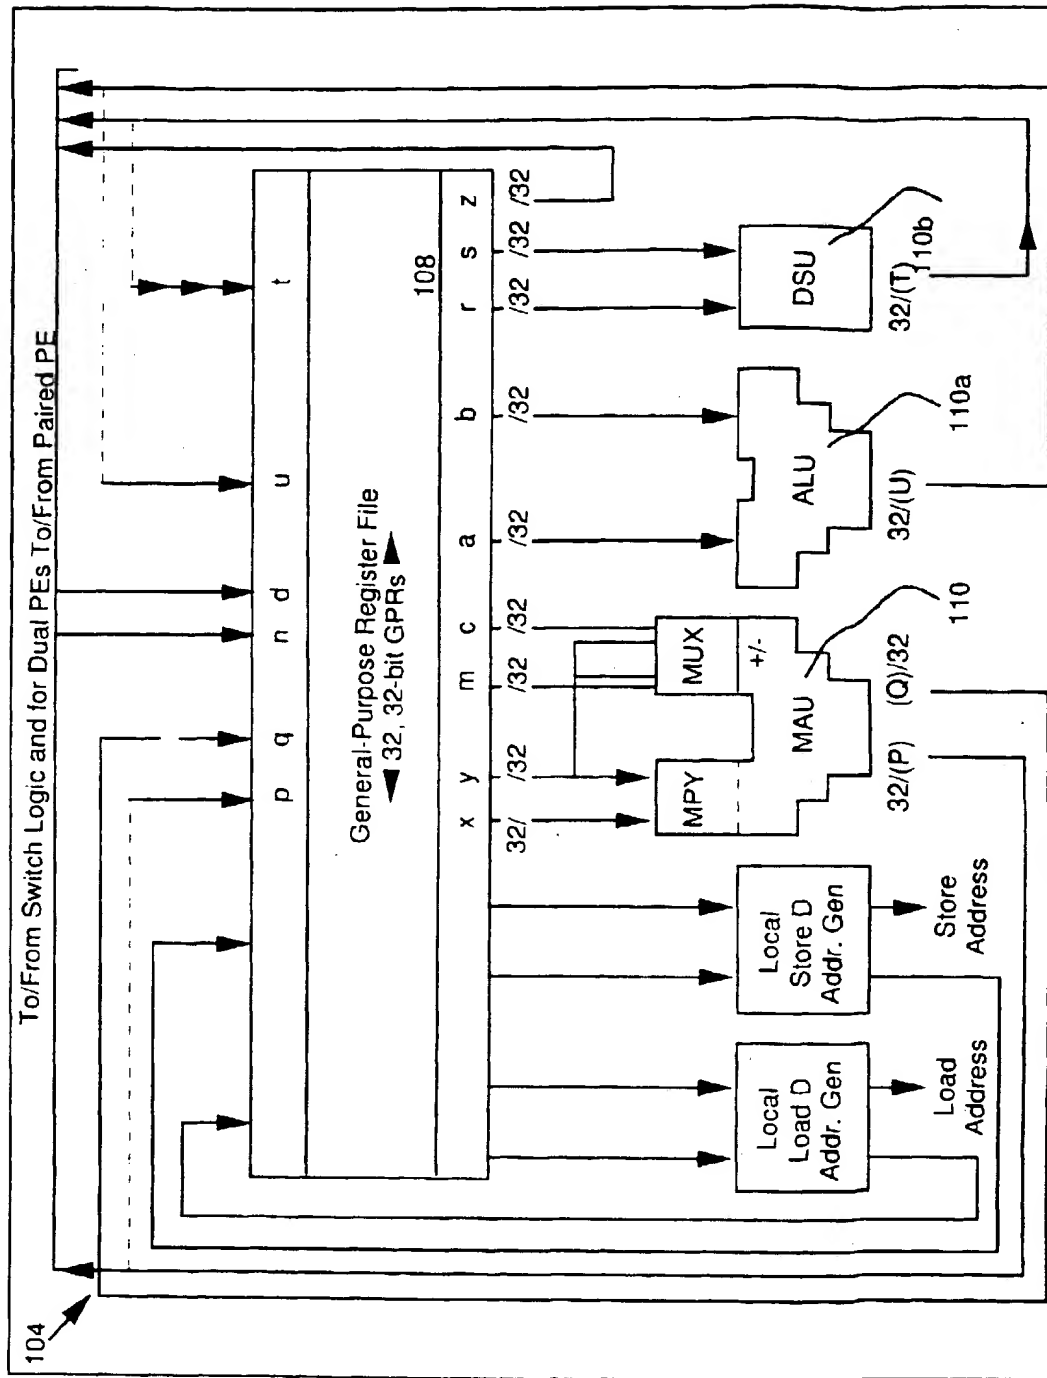 104
To/From Switch Logic and for Dual PEs To/From Paired PE
p q n d u t
General-Purpose Register File
32, 32-bit GPRs
108
x y m c a b r s z
32/ /32 /32 /32 /32 /32 /32 /32 /32
Local
Load D
Addr. Gen
Local
Store D
Addr. Gen
MPY
MUX
+/-
MAU
ALU
DSU
Load
Address
Store
Address
32/(P)
(Q)/32
110
32/(U)
110a
32/(T)
110b